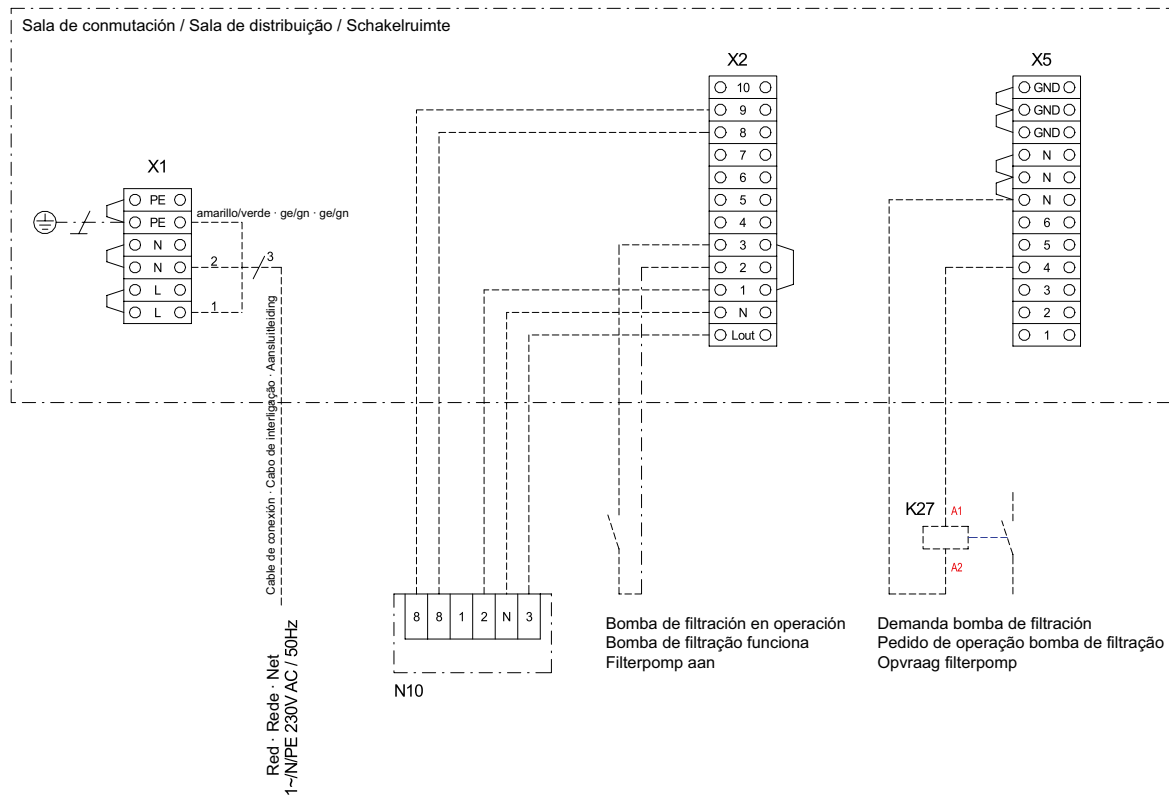 Sala de conmutación / Sala de distribuição / Schakelruimte
X1
PE
PE
N
N
L
L
amarillo/verde · ge/gn · ge/gn
2
3
1
Cable de conexión · Cabo de interligação · Aansluitleiding
Red · Rede · Net
1~/N/PE 230V AC / 50Hz
X2
10
9
8
7
6
5
4
3
2
1
N
Lout
X5
GND
GND
GND
N
N
N
6
5
4
3
2
1
8 8 1 2 N 3
N10
Bomba de filtración en operación
Bomba de filtração funciona
Filterpomp aan
K27
A1
A2
Demanda bomba de filtración
Pedido de operação bomba de filtração
Opvraag filterpomp